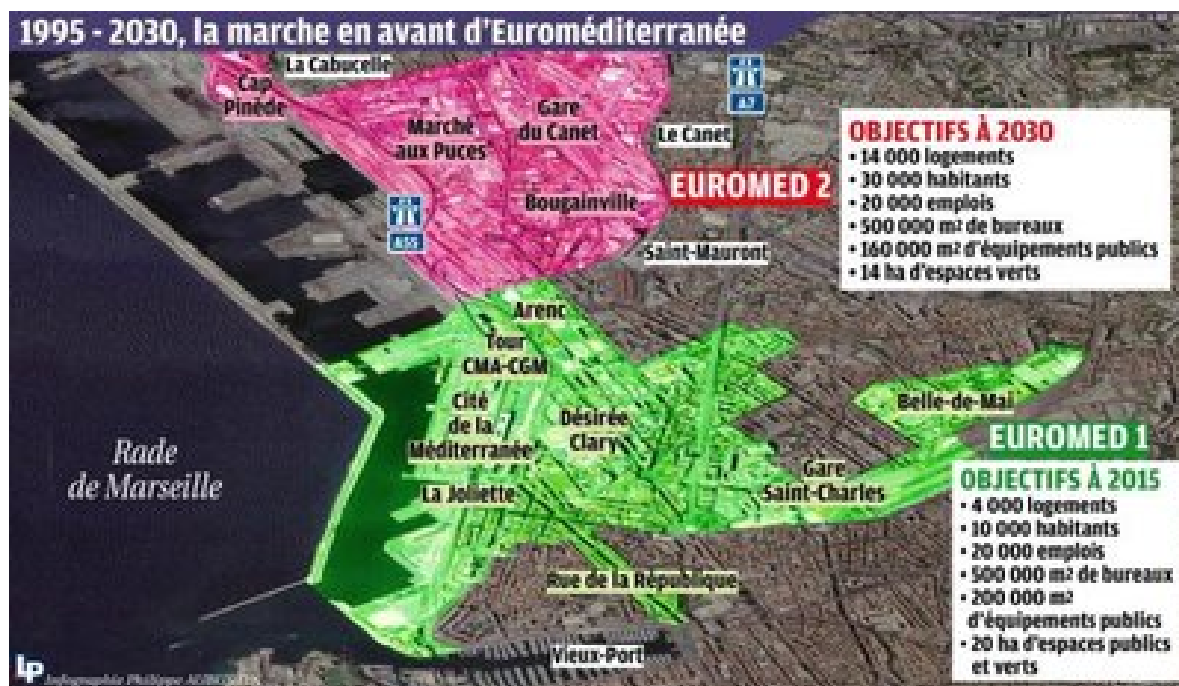 1995 - 2030, la marche en avant d'Euroméditerranée
La Cabucelle
Cap
Pinède
Marché
aux Puces
Gare
du Canet
Le Canet
A7
Bougainville
A55
Saint-Mauront
EUROMED 2
OBJECTIFS À 2030
• 14 000 logements
• 30 000 habitants
• 20 000 emplois
• 500 000 m² de bureaux
• 160 000 m² d'équipements publics
• 14 ha d'espaces verts
Arenc
Tour
CMA-CGM
Cité
de la
Méditerranée
Désirée
Clary
La Joliette
Belle-de-Mai
Gare
Saint-Charles
Rue de la République
Vieux-Port
Rade
de Marseille
EUROMED 1
OBJECTIFS À 2015
• 4 000 logements
• 10 000 habitants
• 20 000 emplois
• 500 000 m² de bureaux
• 200 000 m²
d'équipements publics
• 20 ha d'espaces publics
et verts
LP
Infographie Philippe